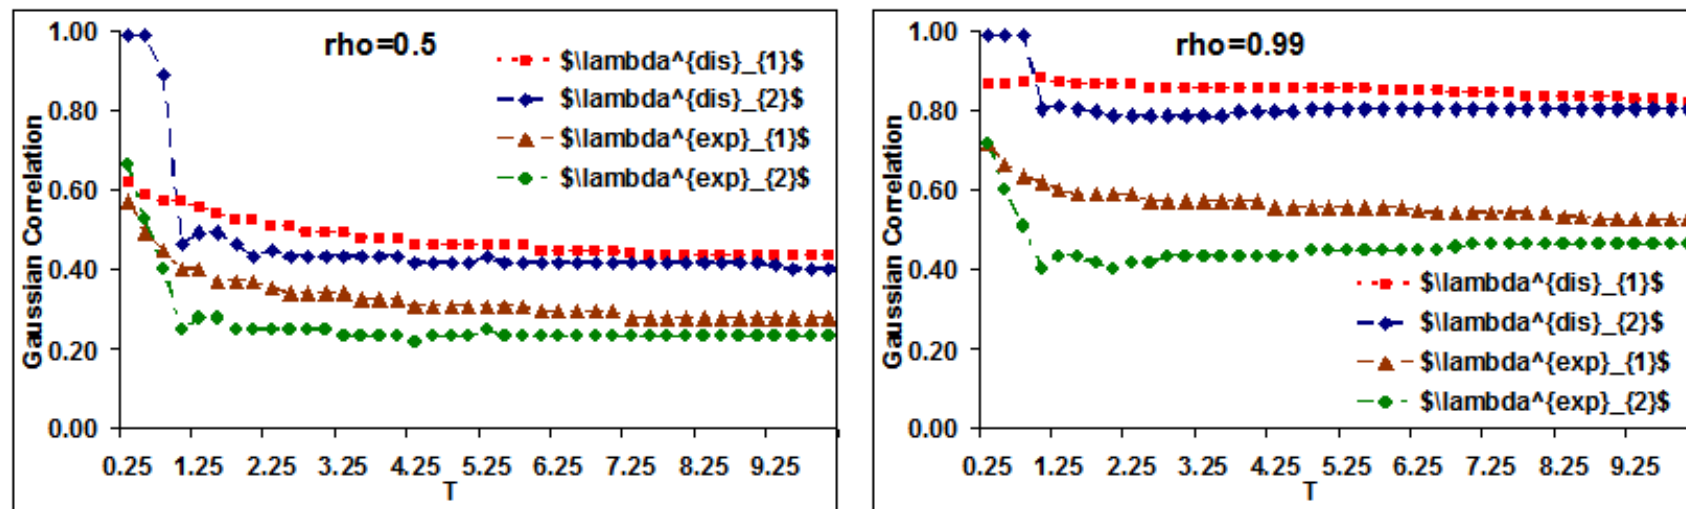 rho=0.5
$\lambda^{dis}_{1}$
$\lambda^{dis}_{2}$
$\lambda^{exp}_{1}$
$\lambda^{exp}_{2}$
Gaussian Correlation
1.00
0.80
0.60
0.40
0.20
0.00
0.25 1.25 2.25 3.25 4.25 5.25 6.25 7.25 8.25 9.25
T
rho=0.99
Gaussian Correlation
1.00
0.80
0.60
0.40
0.20
0.00
$\lambda^{dis}_{1}$
$\lambda^{dis}_{2}$
$\lambda^{exp}_{1}$
$\lambda^{exp}_{2}$
0.25 1.25 2.25 3.25 4.25 5.25 6.25 7.25 8.25 9.25
T